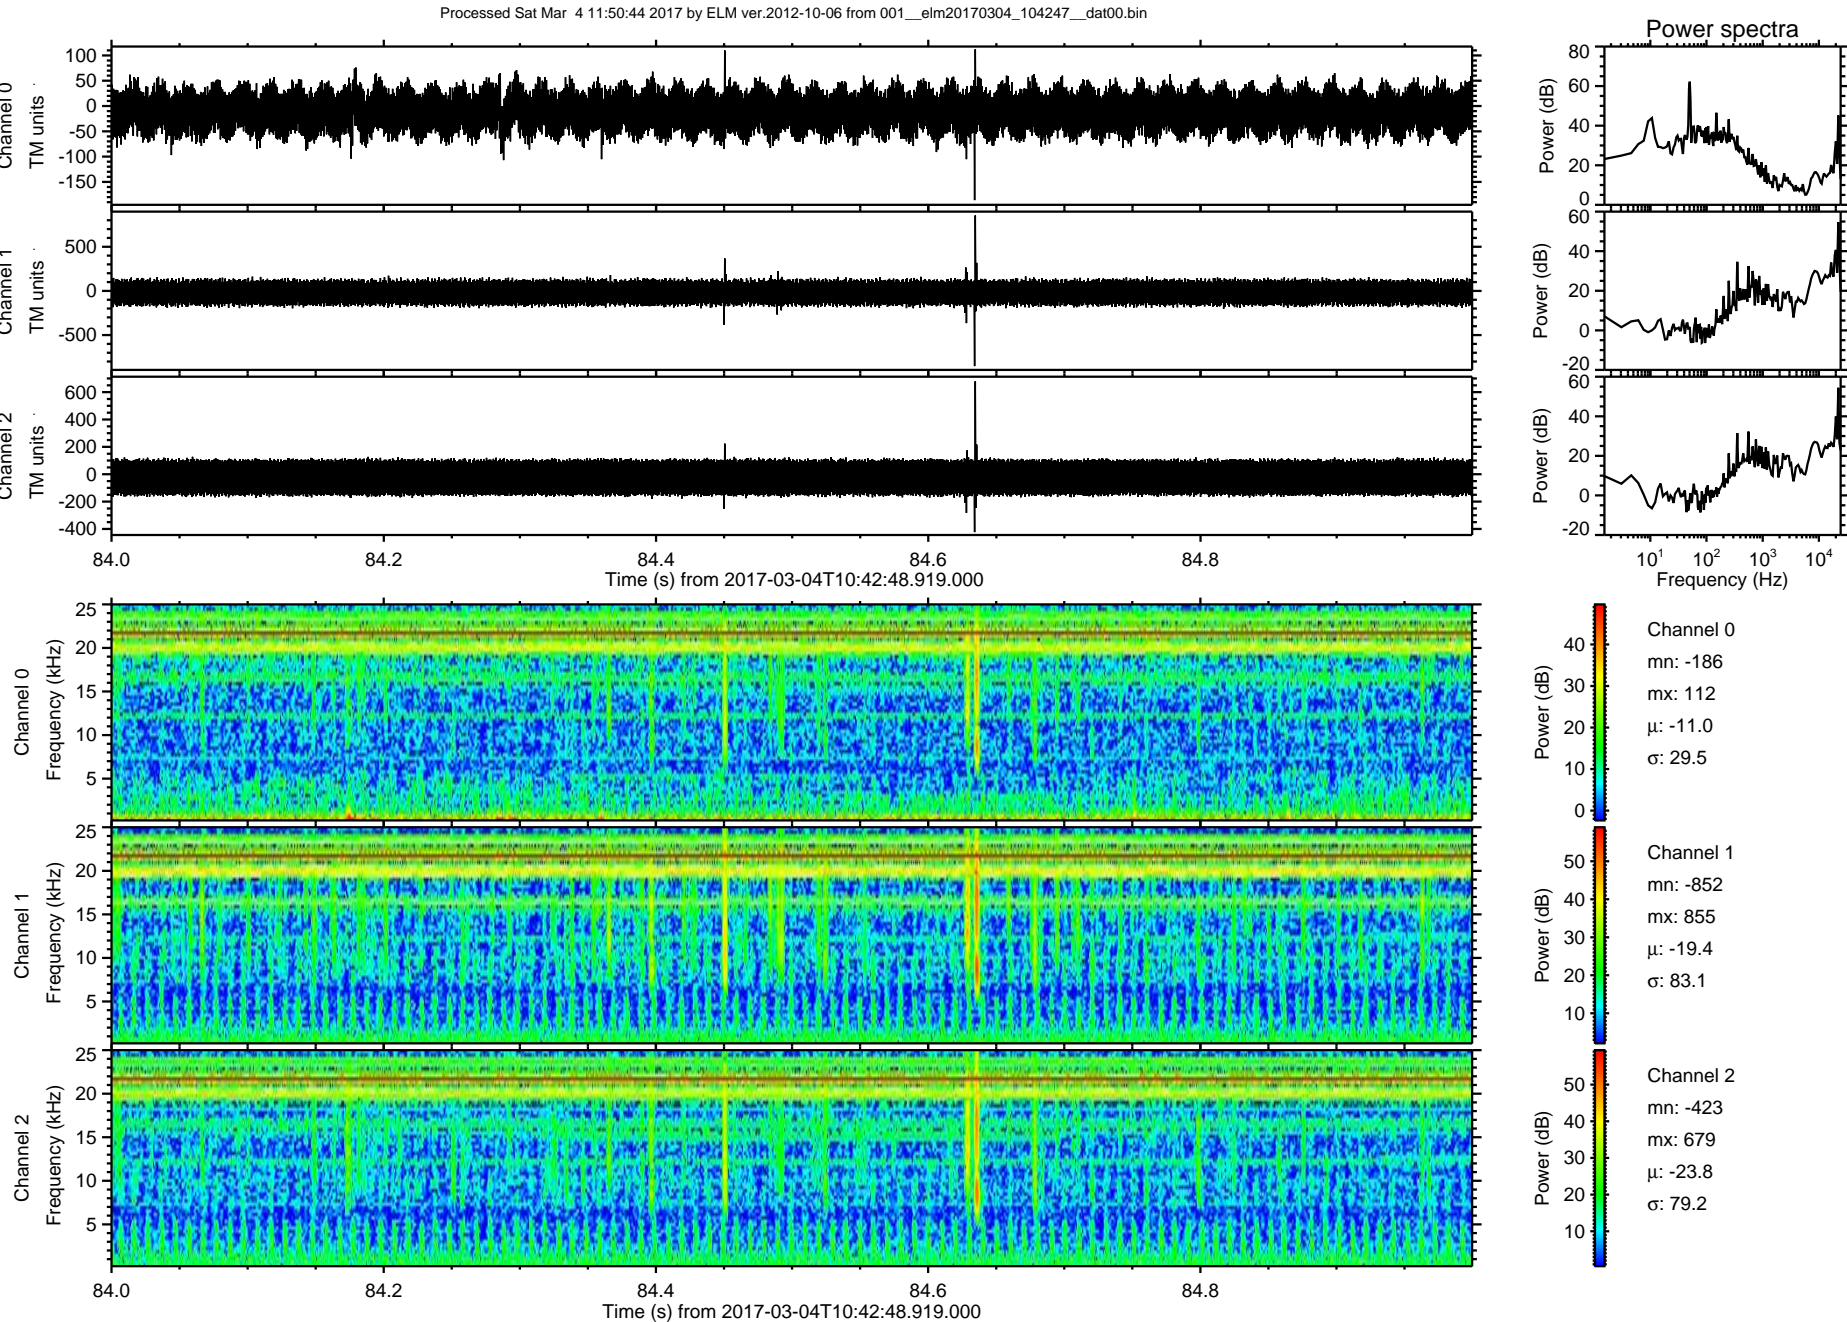 Processed Sat Mar 4 11:50:44 2017 by ELM ver.2012-10-06 from 001__elm20170304_104247__dat00.bin
Power spectra
Channel 0
TM units
100
50
0
-50
-100
-150
Power (dB)
80
60
40
20
0
Channel 1
TM units
500
0
-500
Power (dB)
60
40
20
0
-20
Channel 2
TM units
600
400
200
0
-200
-400
Power (dB)
60
40
20
0
-20
84.0 84.2 84.4 84.6 84.8
Time (s) from 2017-03-04T10:42:48.919.000
10¹ 10² 10³ 10⁴
Frequency (Hz)
Channel 0
Frequency (kHz)
25
20
15
10
5
Power (dB)
40
30
20
10
0
Channel 0
mn: -186
mx: 112
μ: -11.0
σ: 29.5
Channel 1
Frequency (kHz)
25
20
15
10
5
Power (dB)
50
40
30
20
10
Channel 1
mn: -852
mx: 855
μ: -19.4
σ: 83.1
Channel 2
Frequency (kHz)
25
20
15
10
5
Power (dB)
50
40
30
20
10
Channel 2
mn: -423
mx: 679
μ: -23.8
σ: 79.2
84.0 84.2 84.4 84.6 84.8
Time (s) from 2017-03-04T10:42:48.919.000